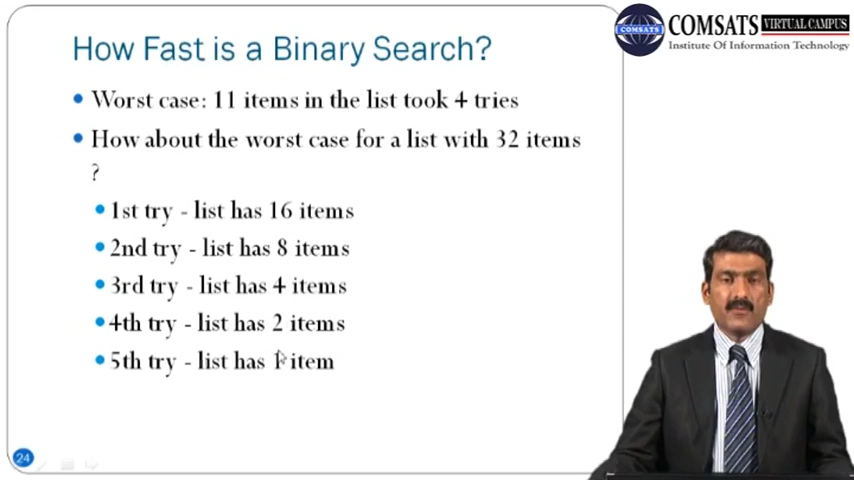 How Fast is a Binary Search?
• Worst case: 11 items in the list took 4 tries
• How about the worst case for a list with 32 items
?
• 1st try - list has 16 items
• 2nd try - list has 8 items
• 3rd try - list has 4 items
• 4th try - list has 2 items
• 5th try - list has 1 item
24
COMSATS
COMSATS VIRTUAL CAMPUS
Institute Of Information Technology